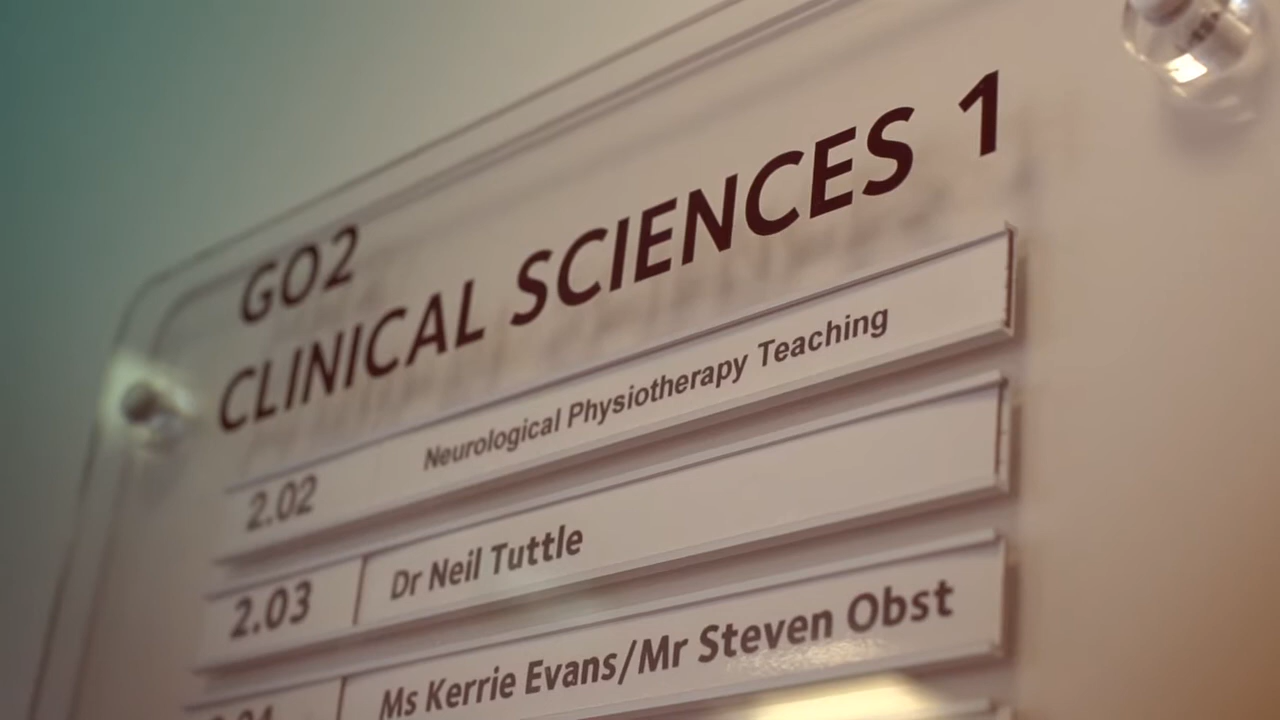 GO2
CLINICAL SCIENCES 1
2.02 Neurological Physiotherapy Teaching
2.03 Dr Neil Tuttle
Ms Kerrie Evans/Mr Steven Obst